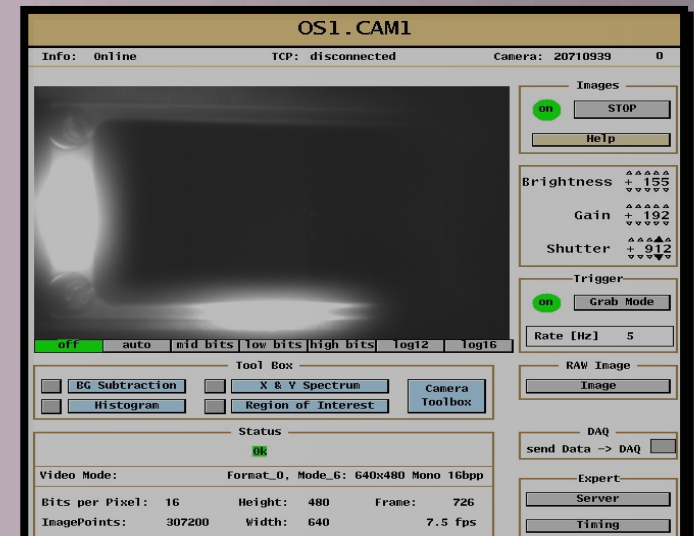 OS1.CAM1
Info: Online TCP: disconnected Camera: 20710939 0
Images
on STOP
Help
Brightness + 155
Gain + 192
Shutter + 912
Trigger
on Grab Mode
Rate [Hz] 5
off auto mid bits low bits high bits log12 log16
Tool Box
BG Subtraction X & Y Spectrum Camera Toolbox
Histogram Region of Interest
RAW Image
Image
Status
Ok
DAQ
send Data -> DAQ
Video Mode: Format_0, Mode_6: 640x480 Mono 16bpp
Bits per Pixel: 16 Height: 480 Frame: 726
ImagePoints: 307200 Width: 640 7.5 fps
Expert
Server
Timing